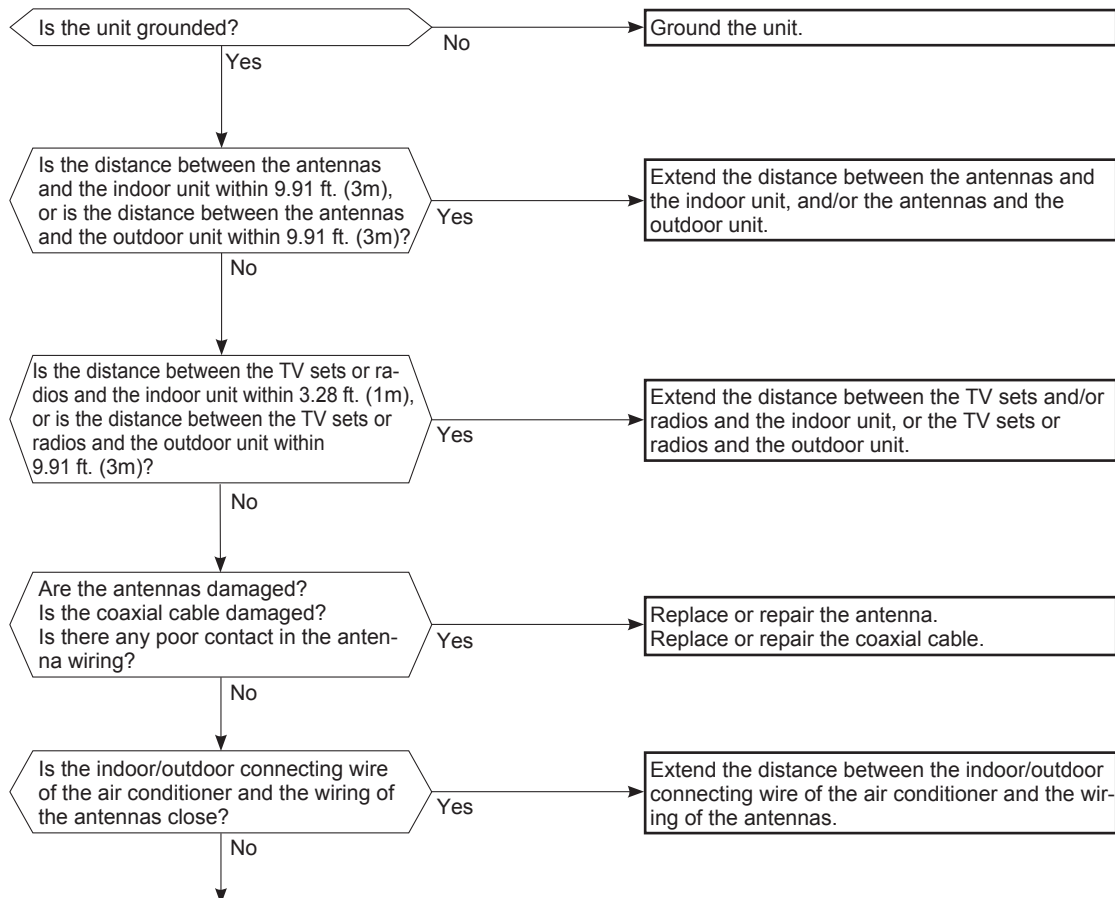 Is the unit grounded?
No
Ground the unit.
Yes
Is the distance between the antennas
and the indoor unit within 9.91 ft. (3m),
or is the distance between the antennas
and the outdoor unit within 9.91 ft. (3m)?
Yes
Extend the distance between the antennas and
the indoor unit, and/or the antennas and the
outdoor unit.
No
Is the distance between the TV sets or ra-
dios and the indoor unit within 3.28 ft. (1m),
or is the distance between the TV sets or
radios and the outdoor unit within
9.91 ft. (3m)?
Yes
Extend the distance between the TV sets and/or
radios and the indoor unit, or the TV sets or
radios and the outdoor unit.
No
Are the antennas damaged?
Is the coaxial cable damaged?
Is there any poor contact in the anten-
na wiring?
Yes
Replace or repair the antenna.
Replace or repair the coaxial cable.
No
Is the indoor/outdoor connecting wire
of the air conditioner and the wiring of
the antennas close?
Yes
Extend the distance between the indoor/outdoor
connecting wire of the air conditioner and the wir-
ing of the antennas.
No